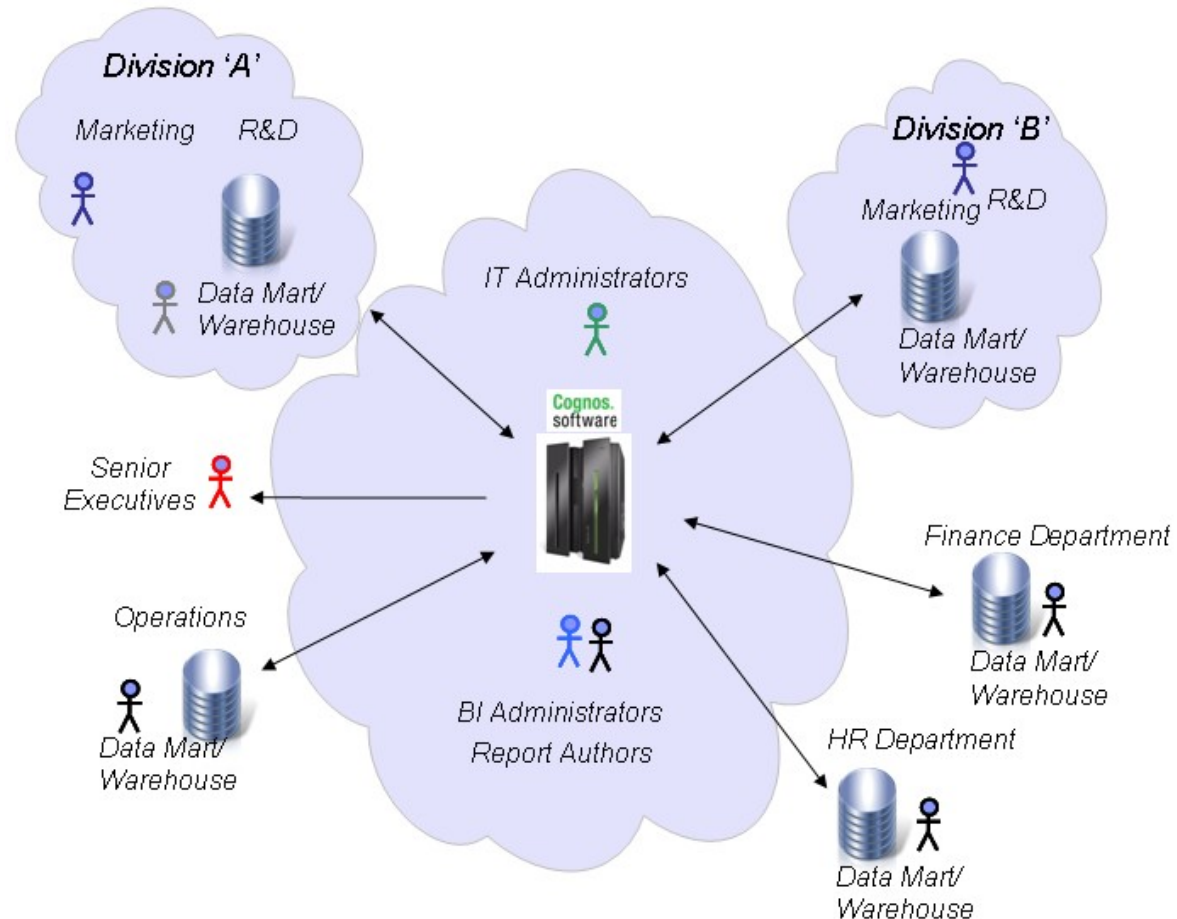 Division 'A'
Marketing R&D
Data Mart/
Warehouse
Division 'B'
Marketing R&D
Data Mart/
Warehouse
IT Administrators
Cognos.
software
Senior
Executives
Finance Department
Data Mart/
Warehouse
Operations
Data Mart/
Warehouse
BI Administrators
Report Authors
HR Department
Data Mart/
Warehouse